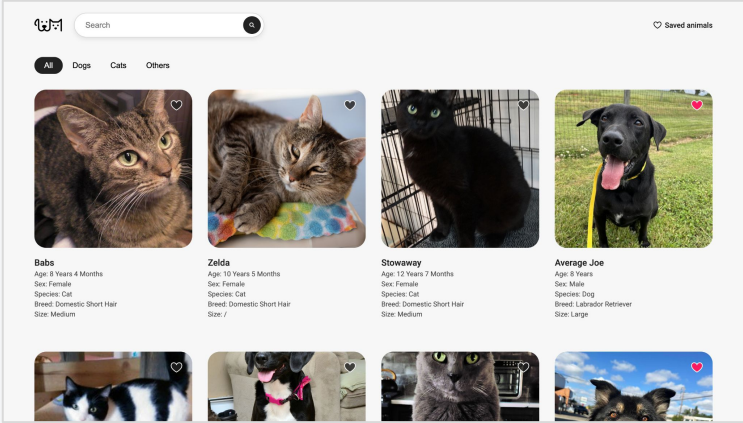 Search
Saved animals
All Dogs Cats Others
Babs
Age: 8 Years 4 Months
Sex: Female
Species: Cat
Breed: Domestic Short Hair
Size: Medium
Zelda
Age: 10 Years 5 Months
Sex: Female
Species: Cat
Breed: Domestic Short Hair
Size: /
Stowaway
Age: 12 Years 7 Months
Sex: Female
Species: Cat
Breed: Domestic Short Hair
Size: Medium
Average Joe
Age: 8 Years
Sex: Male
Species: Dog
Breed: Labrador Retriever
Size: Large